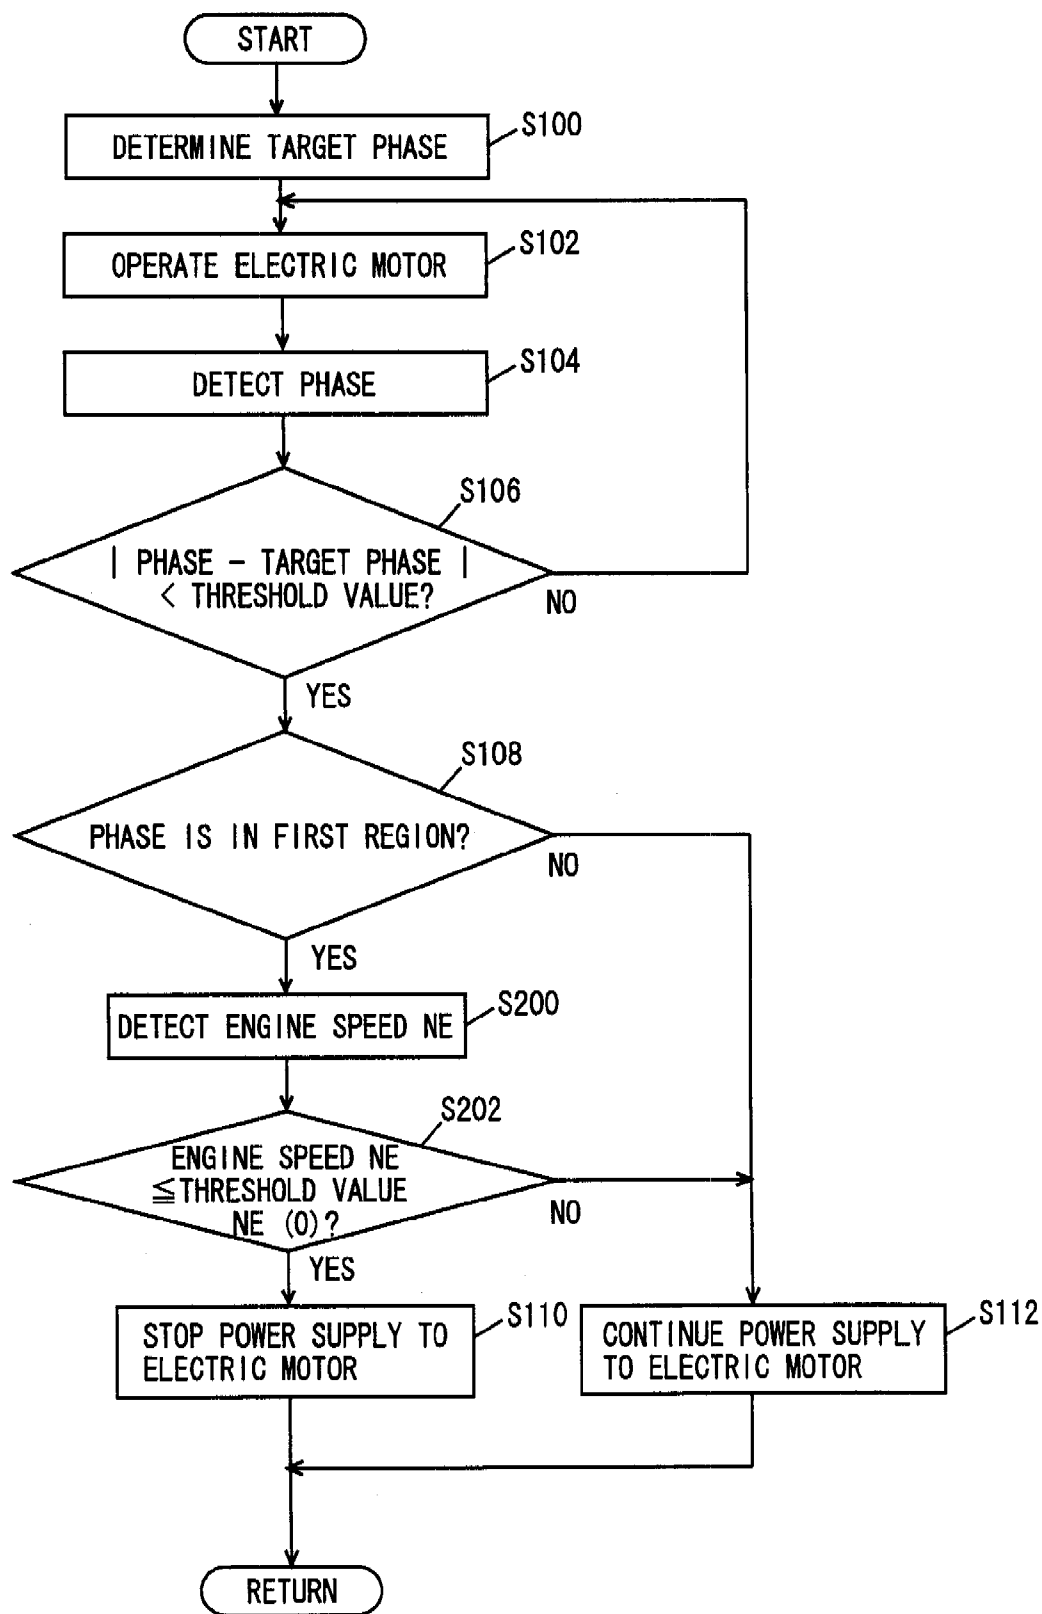 START
DETERMINE TARGET PHASE
S100
OPERATE ELECTRIC MOTOR
S102
DETECT PHASE
S104
S106
| PHASE − TARGET PHASE |
< THRESHOLD VALUE?
NO
YES
S108
PHASE IS IN FIRST REGION?
NO
YES
DETECT ENGINE SPEED NE
S200
S202
ENGINE SPEED NE
≦THRESHOLD VALUE
NE (0)?
NO
YES
STOP POWER SUPPLY TO
ELECTRIC MOTOR
S110
CONTINUE POWER SUPPLY
TO ELECTRIC MOTOR
S112
RETURN